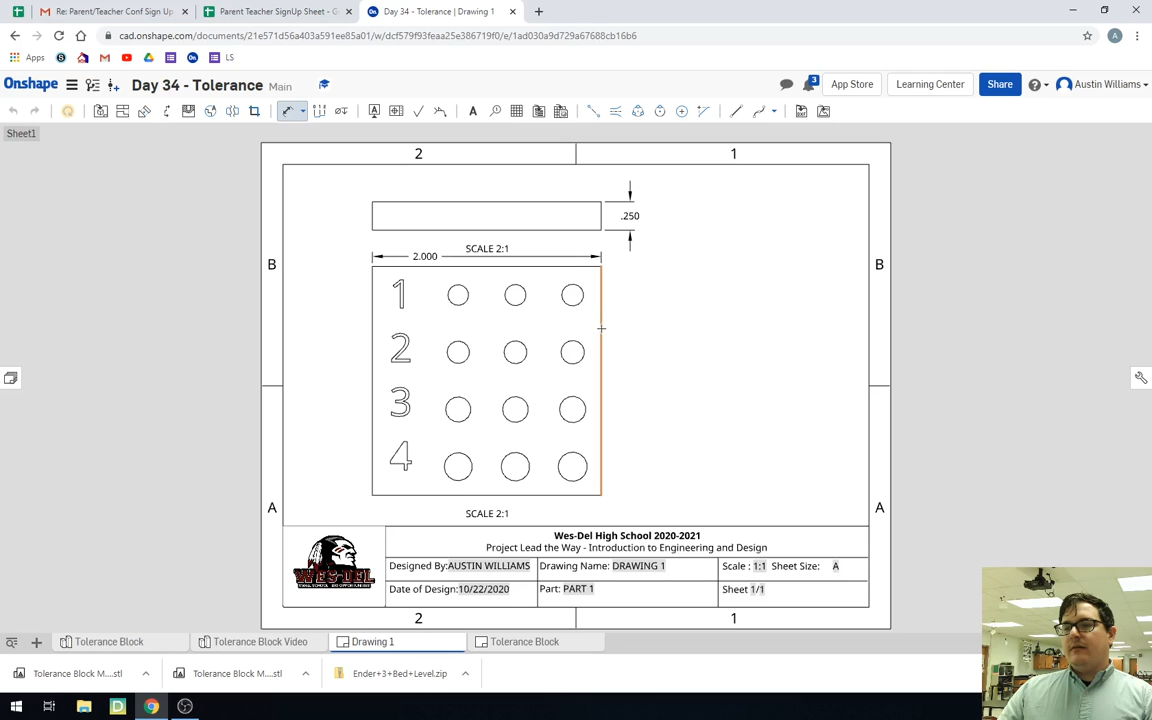 Re: Parent/Teacher Conf Sign Up
Parent Teacher SignUp Sheet - G
Day 34 - Tolerance | Drawing 1
cad.onshape.com/documents/21e571d56a403a591ee85a01/w/dcf579f93feaa25e386719f0/e/1ad030a9d729a67688cb16b6
A
Apps
LS
Onshape
Day 34 - Tolerance Main
3
App Store
Learning Center
Share
Austin Williams
A
Sheet1
2
1
.250
SCALE 2:1
B
2.000
B
1
2
3
4
SCALE 2:1
A
A
Wes-Del High School 2020-2021
Project Lead the Way - Introduction to Engineering and Design
WES-DEL
Designed By:AUSTIN WILLIAMS
Drawing Name: DRAWING 1
Scale : 1:1 Sheet Size: A
Date of Design:10/22/2020
Part: PART 1
Sheet 1/1
2
1
Tolerance Block
Tolerance Block Video
Drawing 1
Tolerance Block
Tolerance Block M....stl
Tolerance Block M....stl
Ender+3+Bed+Level.zip